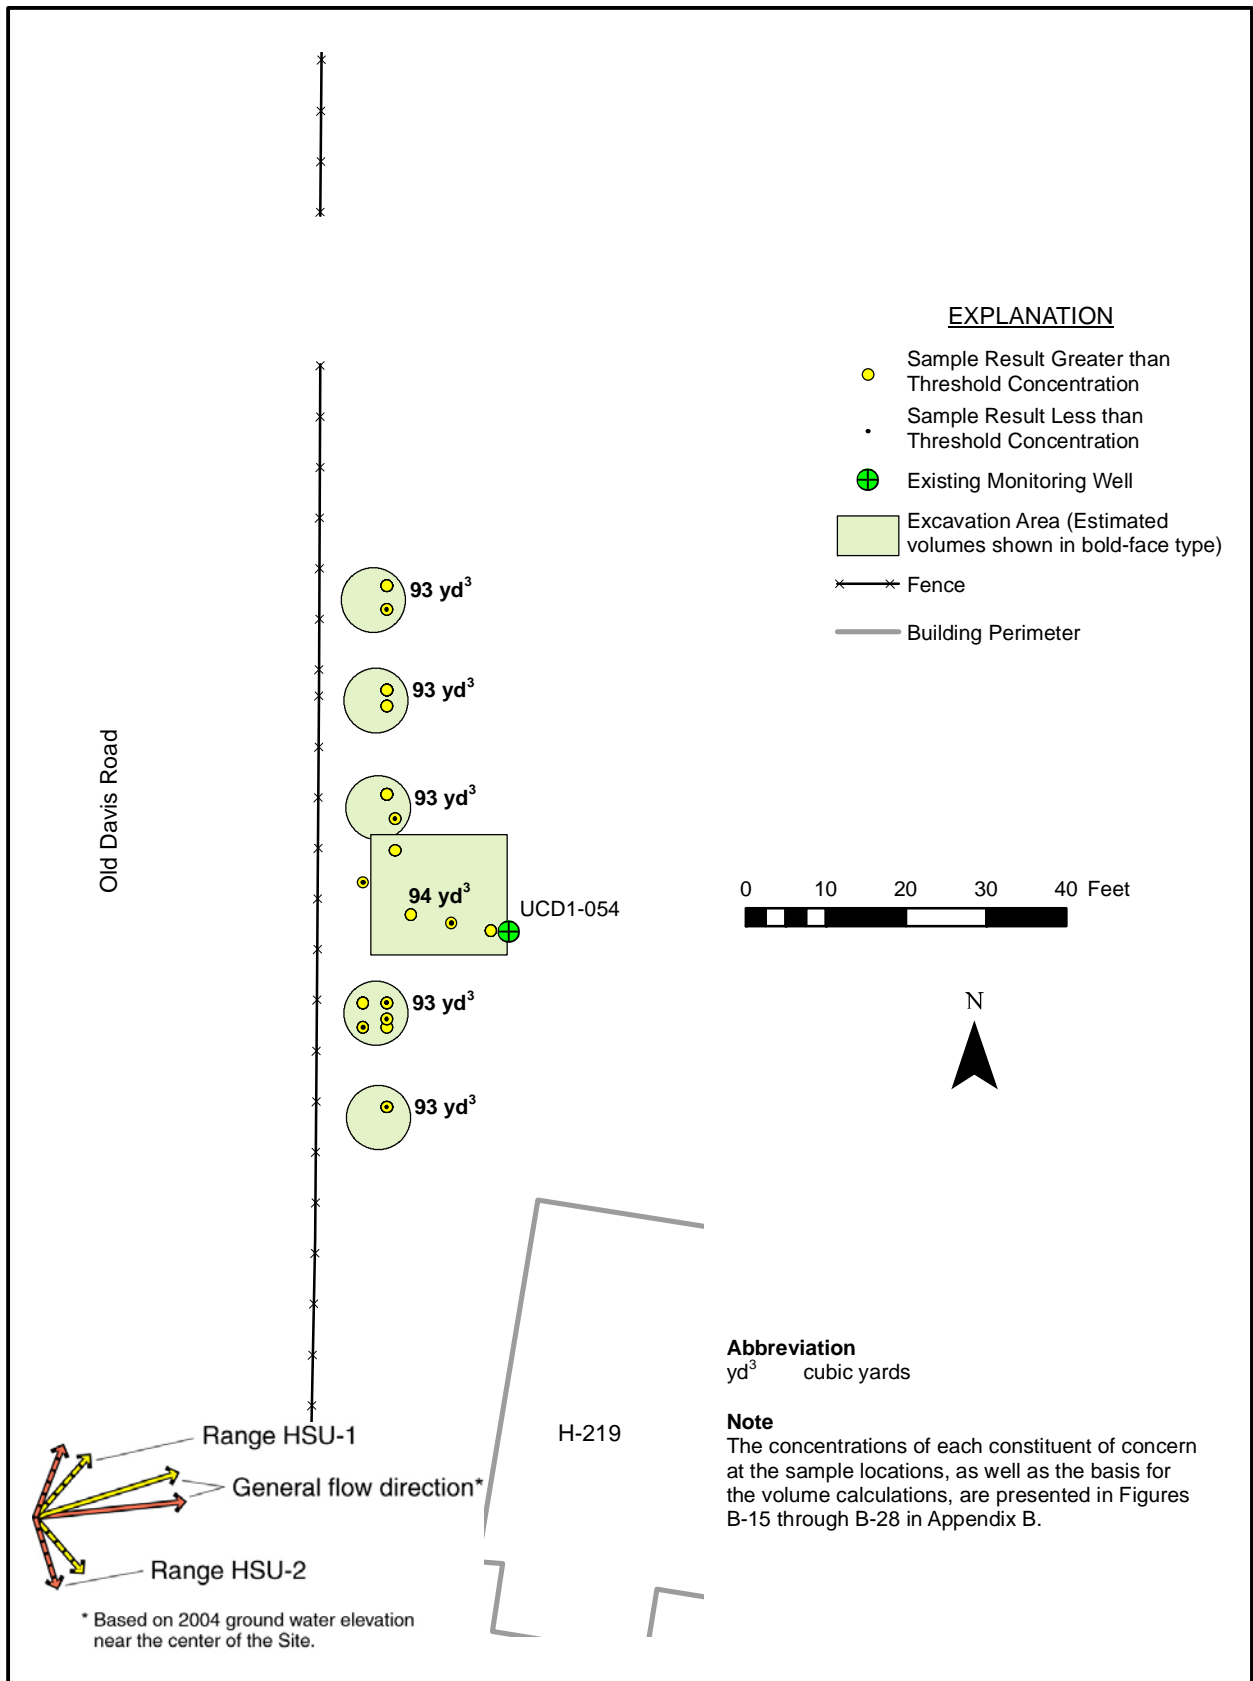 EXPLANATION
Sample Result Greater than
Threshold Concentration
Sample Result Less than
Threshold Concentration
Existing Monitoring Well
Excavation Area (Estimated
volumes shown in bold-face type)
Fence
Building Perimeter
93 yd³
93 yd³
93 yd³
94 yd³
UCD1-054
93 yd³
93 yd³
Old Davis Road
0 10 20 30 40 Feet
N
H-219
Abbreviation
yd³ cubic yards
Note
The concentrations of each constituent of concern
at the sample locations, as well as the basis for
the volume calculations, are presented in Figures
B-15 through B-28 in Appendix B.
Range HSU-1
General flow direction*
Range HSU-2
* Based on 2004 ground water elevation
near the center of the Site.